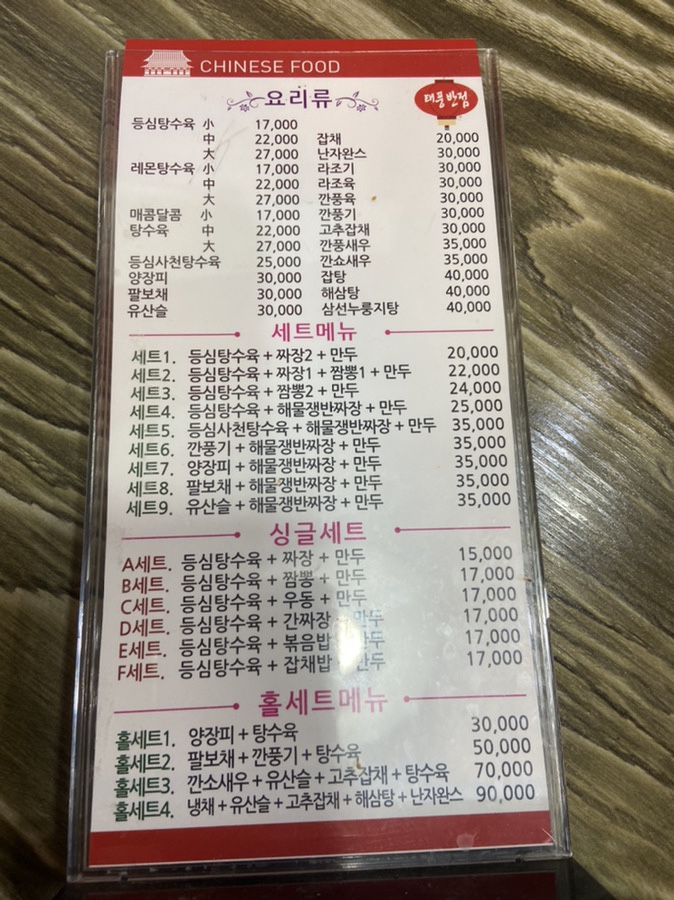 CHINESE FOOD
요리류
태풍반점
등심탕수육 小 17,000
中 22,000
大 27,000
레몬탕수육 小 17,000
中 22,000
大 27,000
매콤달콤 小 17,000
탕수육 中 22,000
大 27,000
등심사천탕수육 25,000
양장피 30,000
팔보채 30,000
유산슬 30,000
잡채 20,000
난자완스 30,000
라조기 30,000
라조육 30,000
깐풍육 30,000
깐풍기 30,000
고추잡채 30,000
깐풍새우 35,000
깐쇼새우 35,000
잡탕 40,000
해삼탕 40,000
삼선누룽지탕 40,000
세트메뉴
세트1. 등심탕수육 + 짜장2 + 만두 20,000
세트2. 등심탕수육 + 짜장1 + 짬뽕1 + 만두 22,000
세트3. 등심탕수육 + 짬뽕2 + 만두 24,000
세트4. 등심탕수육 + 해물쟁반짜장 + 만두 25,000
세트5. 등심사천탕수육 + 해물쟁반짜장 + 만두 35,000
세트6. 깐풍기 + 해물쟁반짜장 + 만두 35,000
세트7. 양장피 + 해물쟁반짜장 + 만두 35,000
세트8. 팔보채 + 해물쟁반짜장 + 만두 35,000
세트9. 유산슬 + 해물쟁반짜장 + 만두 35,000
싱글세트
A세트. 등심탕수육 + 짜장 + 만두 15,000
B세트. 등심탕수육 + 짬뽕 + 만두 17,000
C세트. 등심탕수육 + 우동 + 만두 17,000
D세트. 등심탕수육 + 간짜장 + 만두 17,000
E세트. 등심탕수육 + 볶음밥 + 만두 17,000
F세트. 등심탕수육 + 잡채밥 + 만두 17,000
홀세트메뉴
홀세트1. 양장피 + 탕수육 30,000
홀세트2. 팔보채 + 깐풍기 + 탕수육 50,000
홀세트3. 깐소새우 + 유산슬 + 고추잡채 + 탕수육 70,000
홀세트4. 냉채 + 유산슬 + 고추잡채 + 해삼탕 + 난자완스 90,000